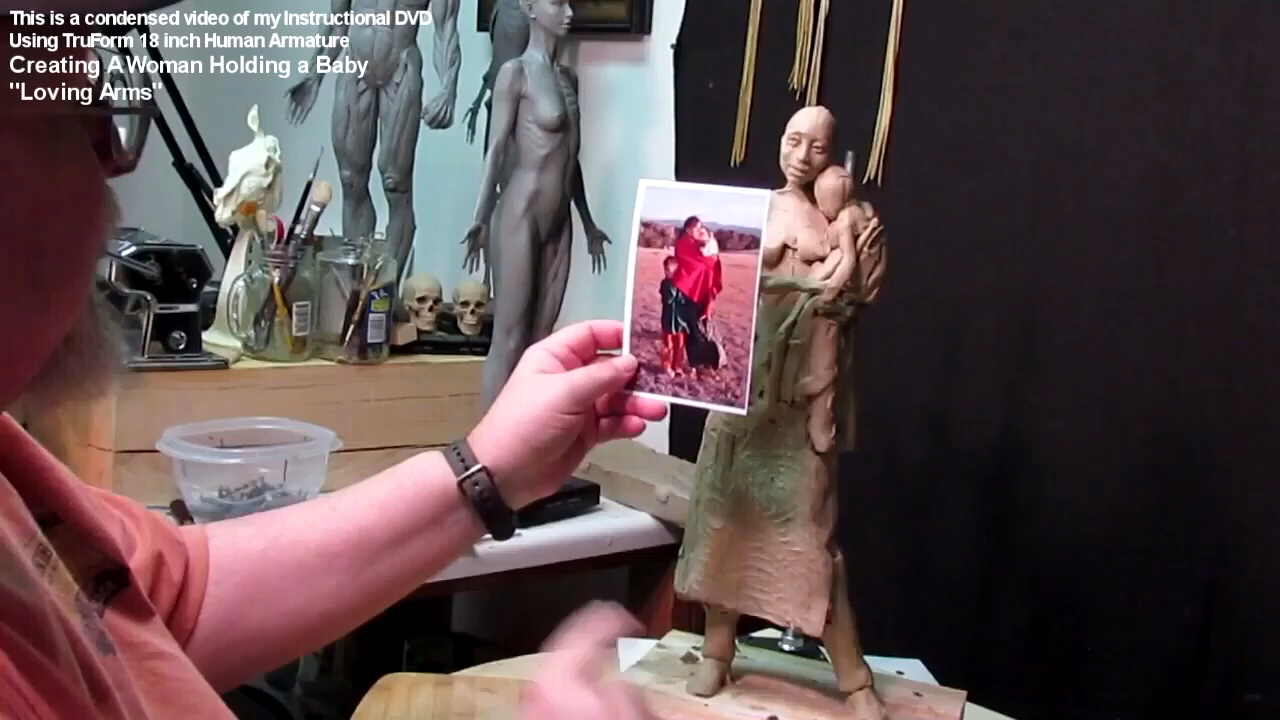 This is a condensed video of my Instructional DVD
Using TruForm 18 inch Human Armature
Creating A Woman Holding a Baby
"Loving Arms"